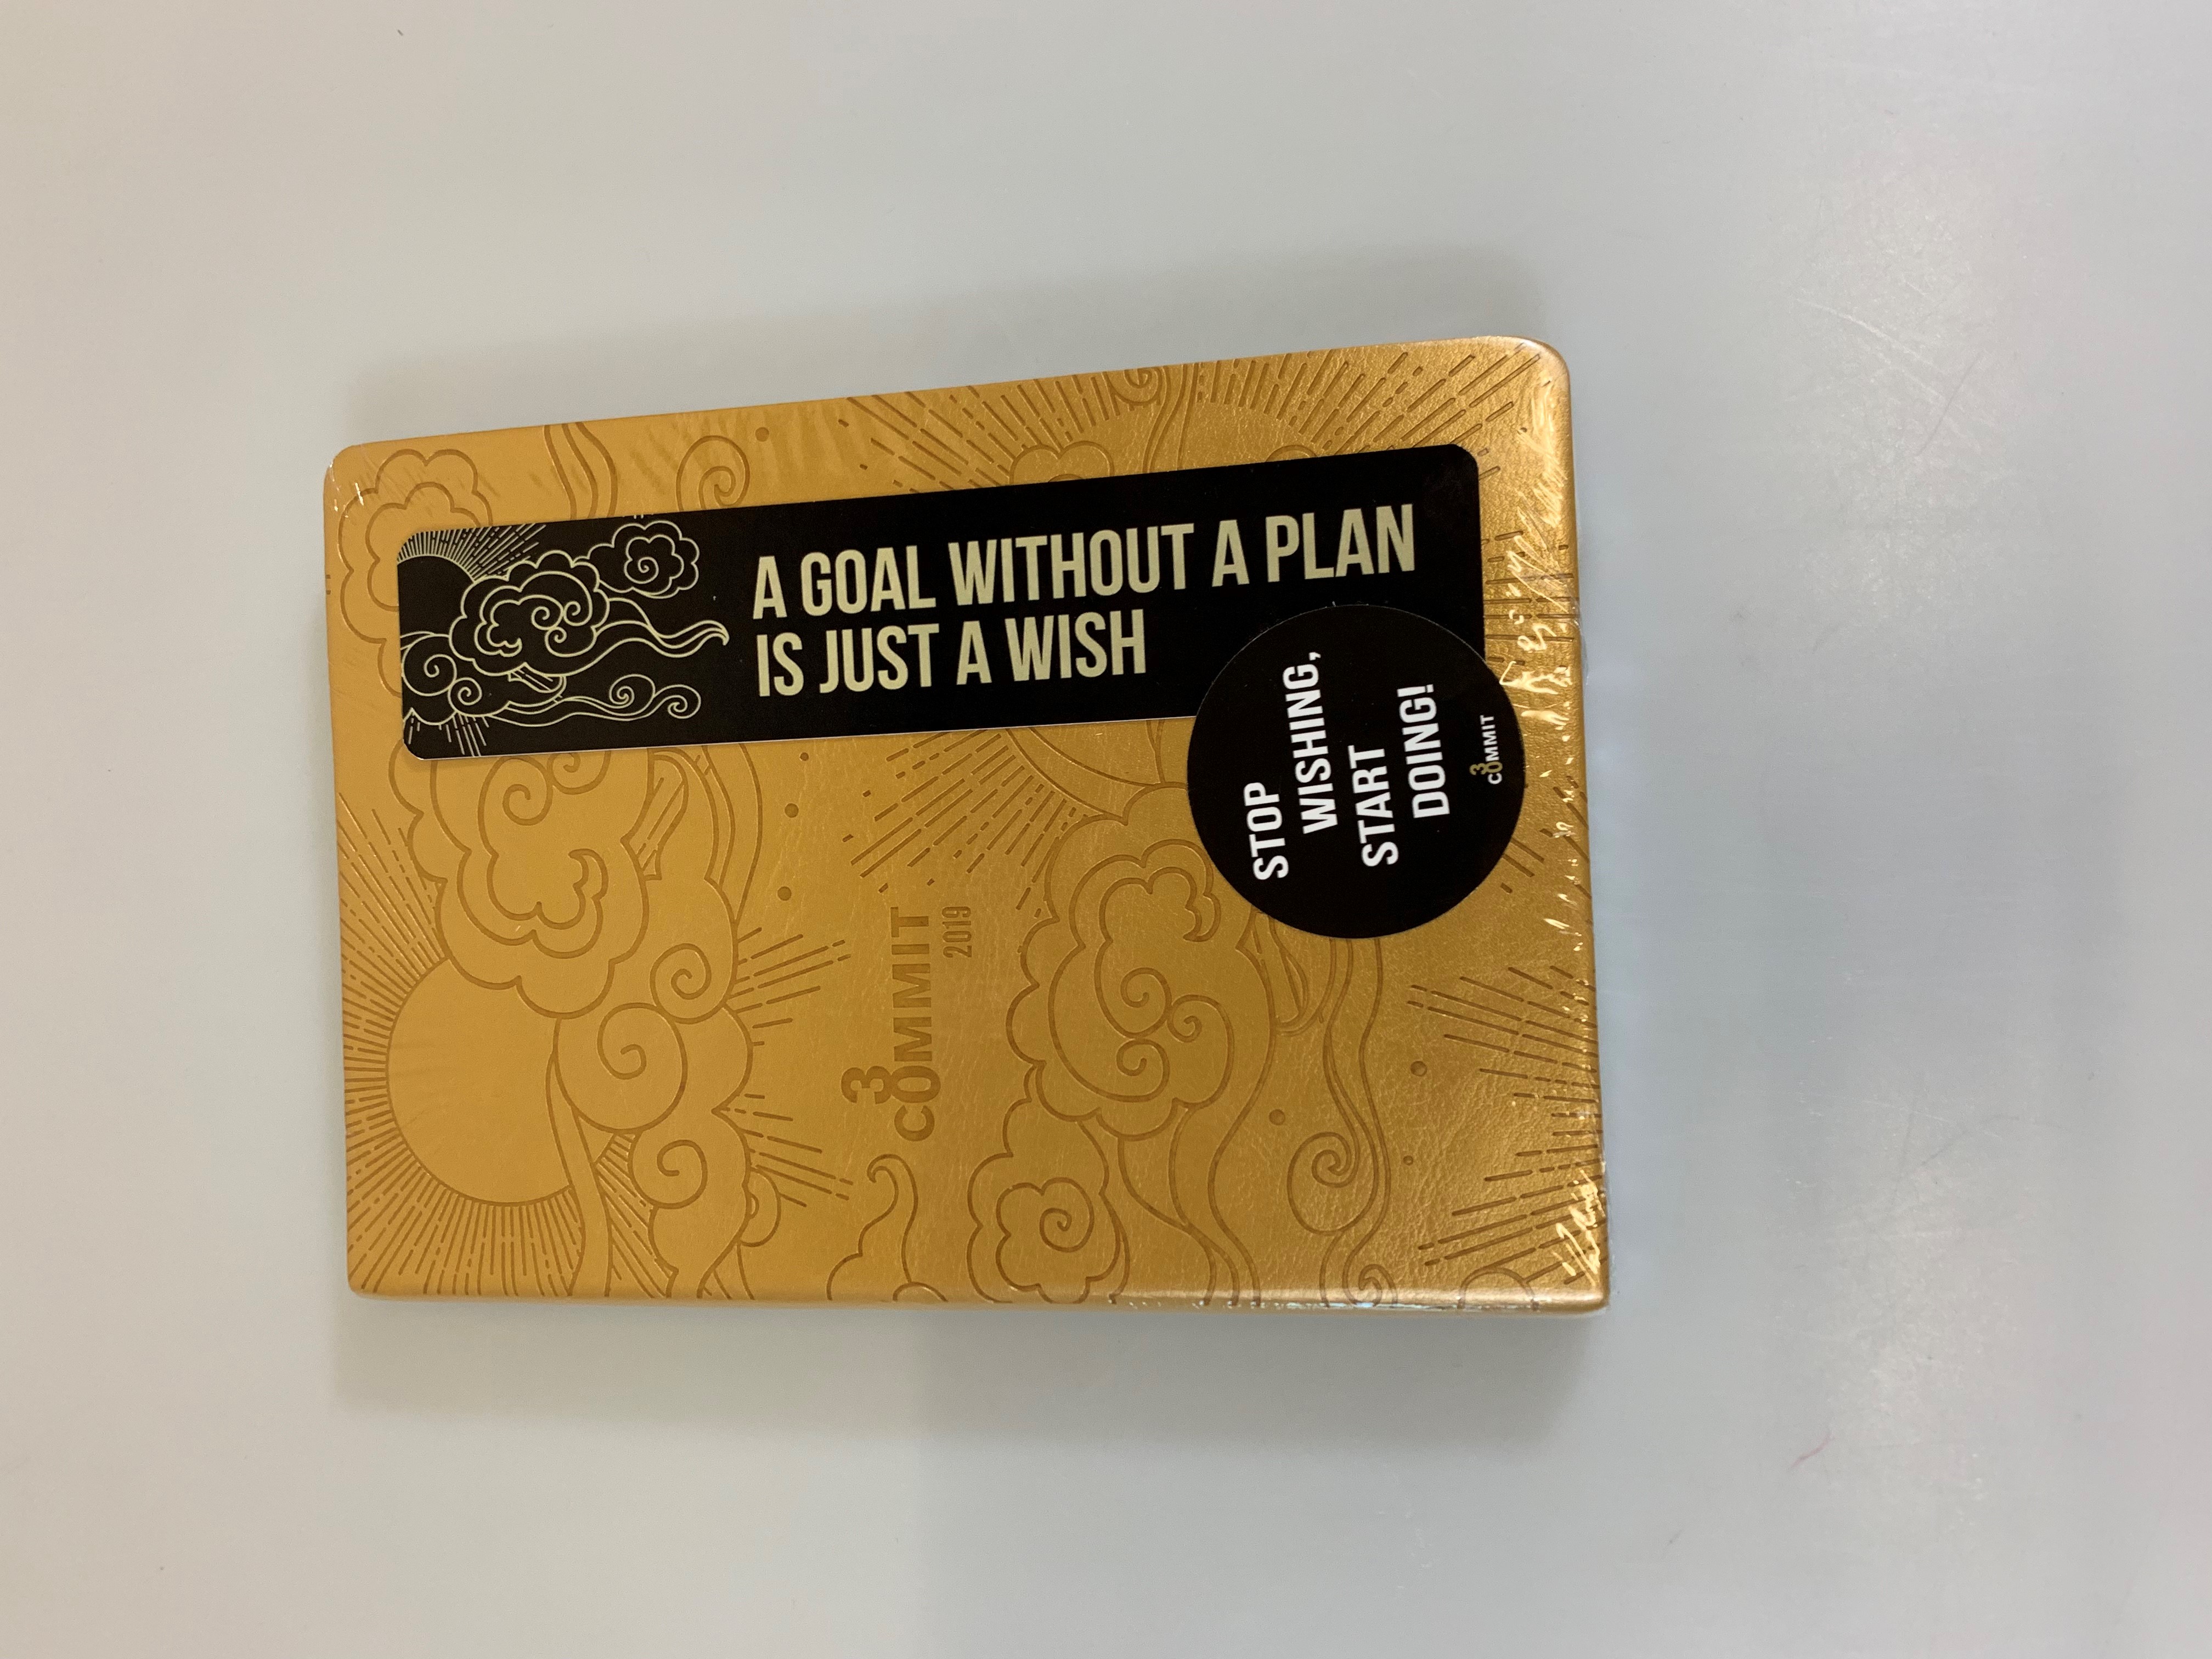 A GOAL WITHOUT A PLAN
IS JUST A WISH
STOP
WISHING,
START
DOING!
3
COMMIT
3
COMMIT
2019